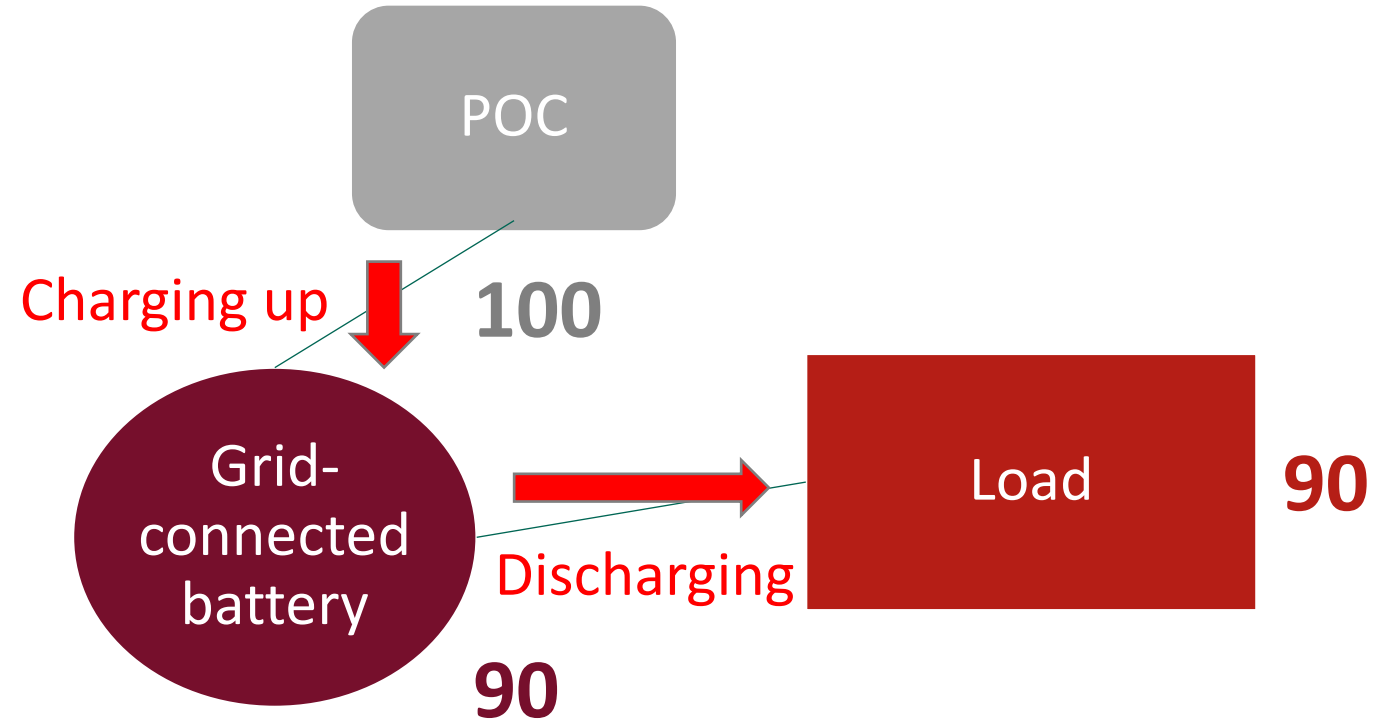 POC
Charging up
100
Grid-
connected
battery
Load
90
Discharging
90